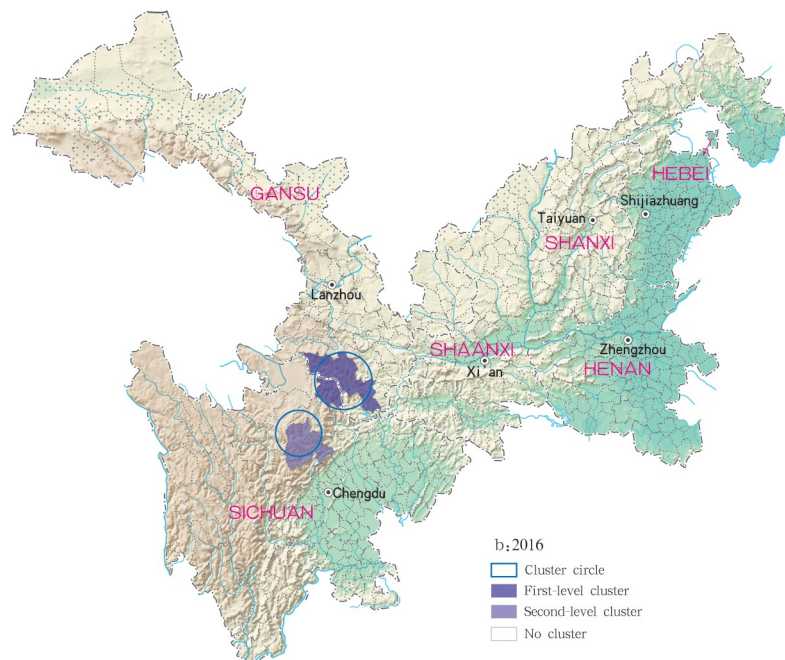 GANSU
HEBEI
Shijiazhuang
Taiyuan
SHANXI
Lanzhou
SHAANXI
Xi an
Zhengzhou
HENAN
Chengdu
SICHUAN
b:2016
Cluster circle
First-level cluster
Second-level cluster
No cluster